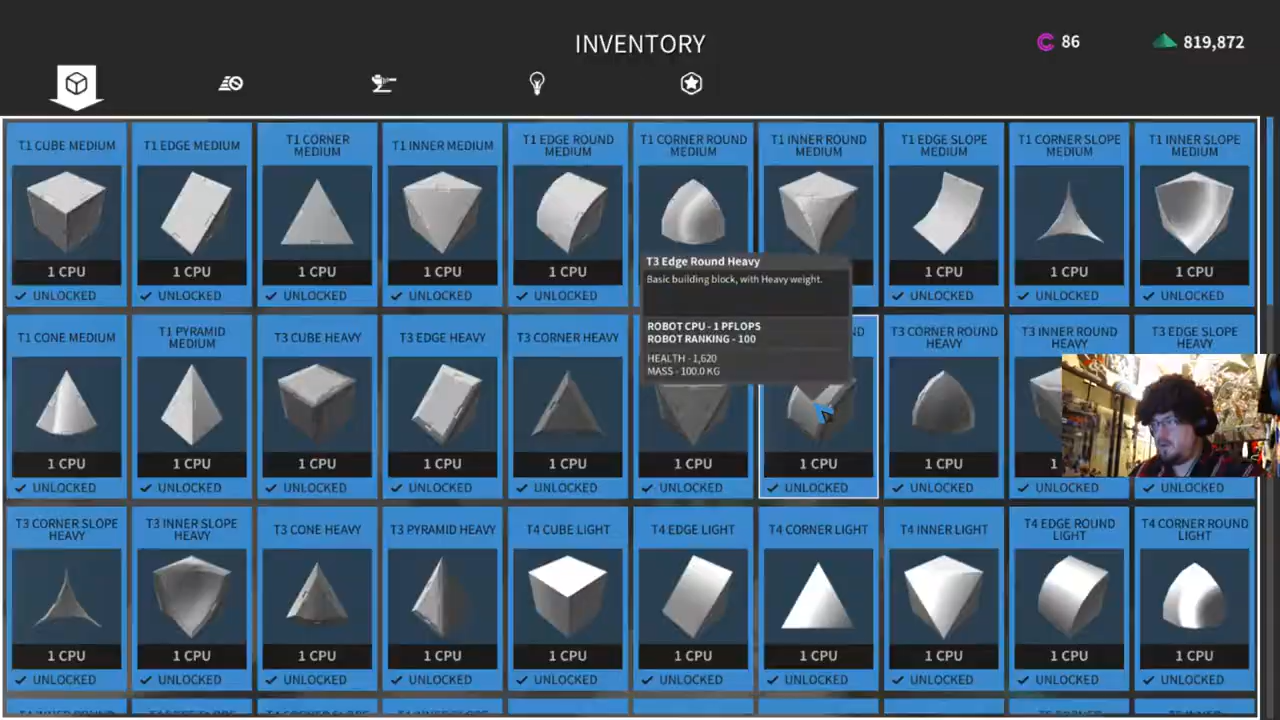 INVENTORY
86
819,872
T1 CUBE MEDIUM
1 CPU
UNLOCKED
T1 EDGE MEDIUM
1 CPU
UNLOCKED
T1 CORNER
MEDIUM
1 CPU
UNLOCKED
T1 INNER MEDIUM
1 CPU
UNLOCKED
T1 EDGE ROUND
MEDIUM
1 CPU
UNLOCKED
T1 CORNER ROUND
MEDIUM
T1 INNER ROUND
MEDIUM
T1 EDGE SLOPE
MEDIUM
1 CPU
UNLOCKED
T1 CORNER SLOPE
MEDIUM
1 CPU
UNLOCKED
T1 INNER SLOPE
MEDIUM
1 CPU
UNLOCKED
T3 Edge Round Heavy
Basic building block, with Heavy weight.
ROBOT CPU - 1 PFLOPS
ROBOT RANKING - 100
HEALTH - 1,620
MASS - 100.0 KG
T1 CONE MEDIUM
1 CPU
UNLOCKED
T1 PYRAMID
MEDIUM
1 CPU
UNLOCKED
T3 CUBE HEAVY
1 CPU
UNLOCKED
T3 EDGE HEAVY
1 CPU
UNLOCKED
T3 CORNER HEAVY
1 CPU
UNLOCKED
1 CPU
UNLOCKED
1 CPU
UNLOCKED
T3 CORNER ROUND
HEAVY
1 CPU
UNLOCKED
T3 INNER ROUND
HEAVY
1
UNLOCKED
T3 EDGE SLOPE
HEAVY
UNLOCKED
T3 CORNER SLOPE
HEAVY
1 CPU
UNLOCKED
T3 INNER SLOPE
HEAVY
1 CPU
UNLOCKED
T3 CONE HEAVY
1 CPU
UNLOCKED
T3 PYRAMID HEAVY
1 CPU
UNLOCKED
T4 CUBE LIGHT
1 CPU
UNLOCKED
T4 EDGE LIGHT
1 CPU
UNLOCKED
T4 CORNER LIGHT
1 CPU
UNLOCKED
T4 INNER LIGHT
1 CPU
UNLOCKED
T4 EDGE ROUND
LIGHT
1 CPU
UNLOCKED
T4 CORNER ROUND
LIGHT
1 CPU
UNLOCKED